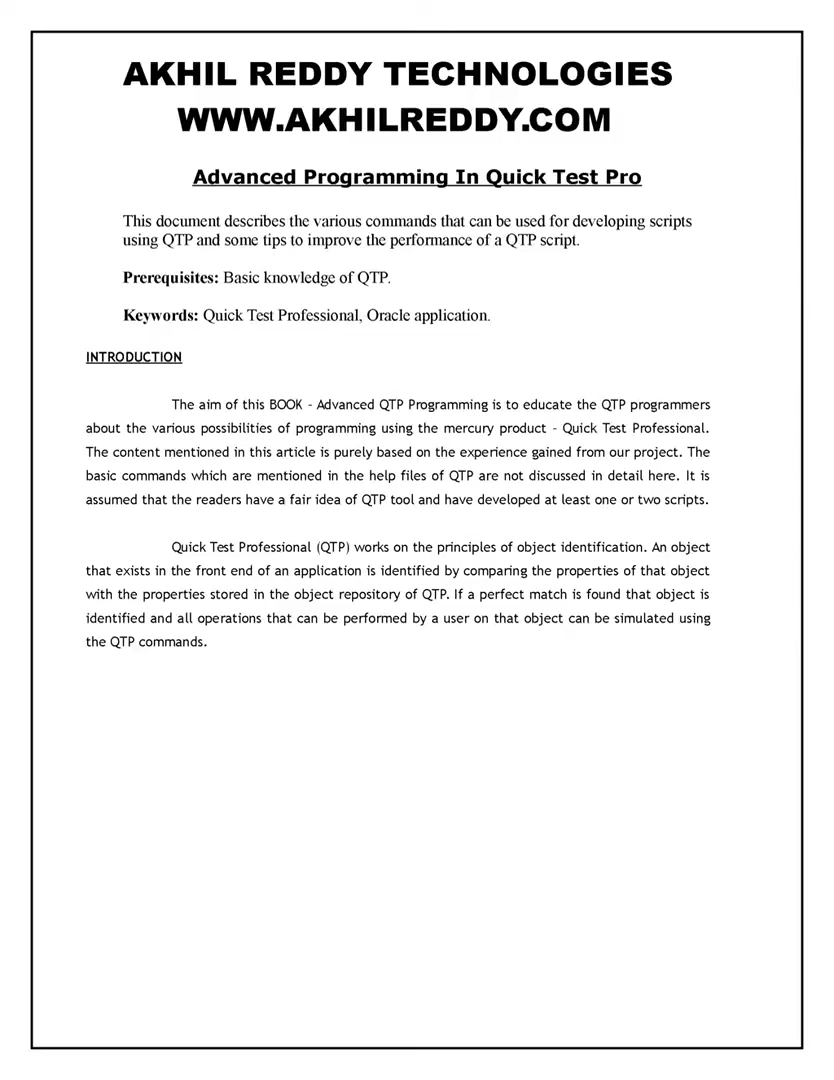 AKHIL REDDY TECHNOLOGIES
WWW.AKHILREDDY.COM
Advanced Programming In Quick Test Pro
This document describes the various commands that can be used for developing scripts
using QTP and some tips to improve the performance of a QTP script.
Prerequisites: Basic knowledge of QTP.
Keywords: Quick Test Professional, Oracle application.
INTRODUCTION
The aim of this BOOK – Advanced QTP Programming is to educate the QTP programmers
about the various possibilities of programming using the mercury product – Quick Test Professional.
The content mentioned in this article is purely based on the experience gained from our project. The
basic commands which are mentioned in the help files of QTP are not discussed in detail here. It is
assumed that the readers have a fair idea of QTP tool and have developed at least one or two scripts.
Quick Test Professional (QTP) works on the principles of object identification. An object
that exists in the front end of an application is identified by comparing the properties of that object
with the properties stored in the object repository of QTP. If a perfect match is found that object is
identified and all operations that can be performed by a user on that object can be simulated using
the QTP commands.